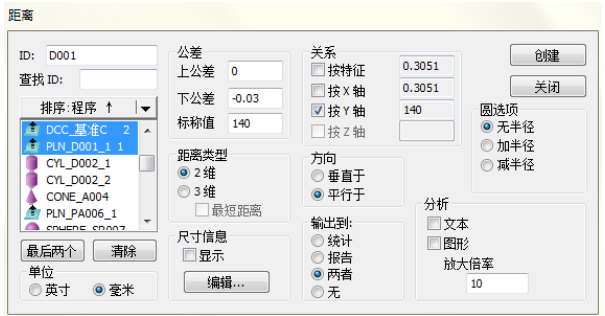 距离
ID: D001
查找 ID:
排序:程序 ↑
DCC_基准C 2
PLN_D001_1 1
CYL_D002_1
CYL_D002_2
CONE_A004
PLN_PA006_1
SPHERE_SP007
最后两个 清除
单位
英寸 毫米
公差
上公差 0
下公差 -0.03
标称值 140
距离类型
2 维
3 维
最短距离
尺寸信息
显示
编辑...
关系
按特征 0.3051
按 X 轴 0.3051
按 Y 轴 140
按 Z 轴
方向
垂直于
平行于
输出到:
统计
报告
两者
无
创建
关闭
圆选项
无半径
加半径
减半径
分析
文本
图形
放大倍率
10